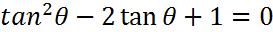 tan²θ − 2 tan θ + 1 = 0